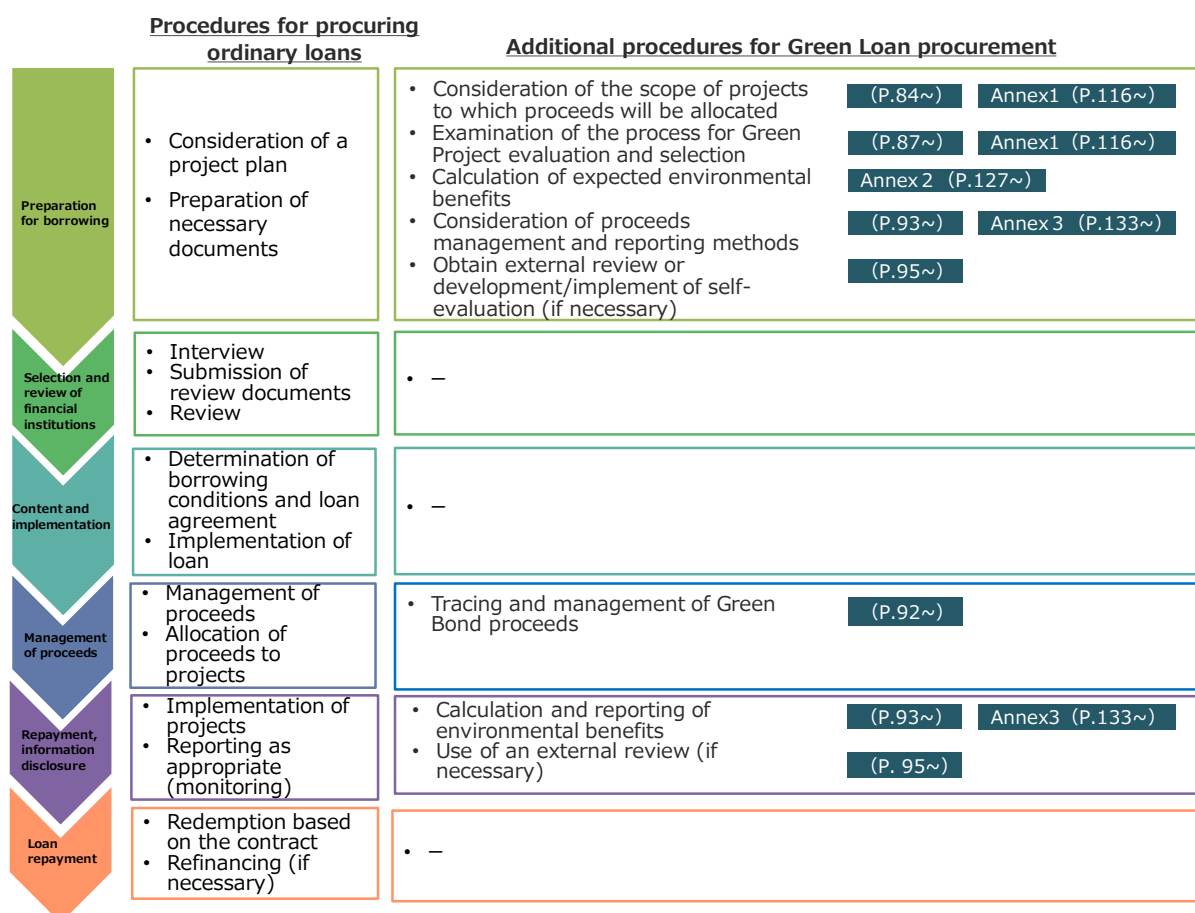 Procedures for procuring
ordinary loans
Additional procedures for Green Loan procurement
Preparation
for borrowing
• Consideration of a
project plan
• Preparation of
necessary
documents
• Consideration of the scope of projects
to which proceeds will be allocated
(P.84~) Annex1 (P.116~)
• Examination of the process for Green
Project evaluation and selection
(P.87~) Annex1 (P.116~)
• Calculation of expected environmental
benefits
Annex2 (P.127~)
• Consideration of proceeds
management and reporting methods
(P.93~) Annex3 (P.133~)
• Obtain external review or
development/implement of self-
evaluation (if necessary)
(P.95~)
Selection and
review of
financial
institutions
• Interview
• Submission of
review documents
• Review
• –
Content and
implementation
• Determination of
borrowing
conditions and loan
agreement
• Implementation of
loan
• –
Management
of proceeds
• Management of
proceeds
• Allocation of
proceeds to
projects
• Tracing and management of Green
Bond proceeds
(P.92~)
Repayment,
information
disclosure
• Implementation of
projects
• Reporting as
appropriate
(monitoring)
• Calculation and reporting of
environmental benefits
(P.93~) Annex3 (P.133~)
• Use of an external review (if
necessary)
(P. 95~)
Loan
repayment
• Redemption based
on the contract
• Refinancing (if
necessary)
• –